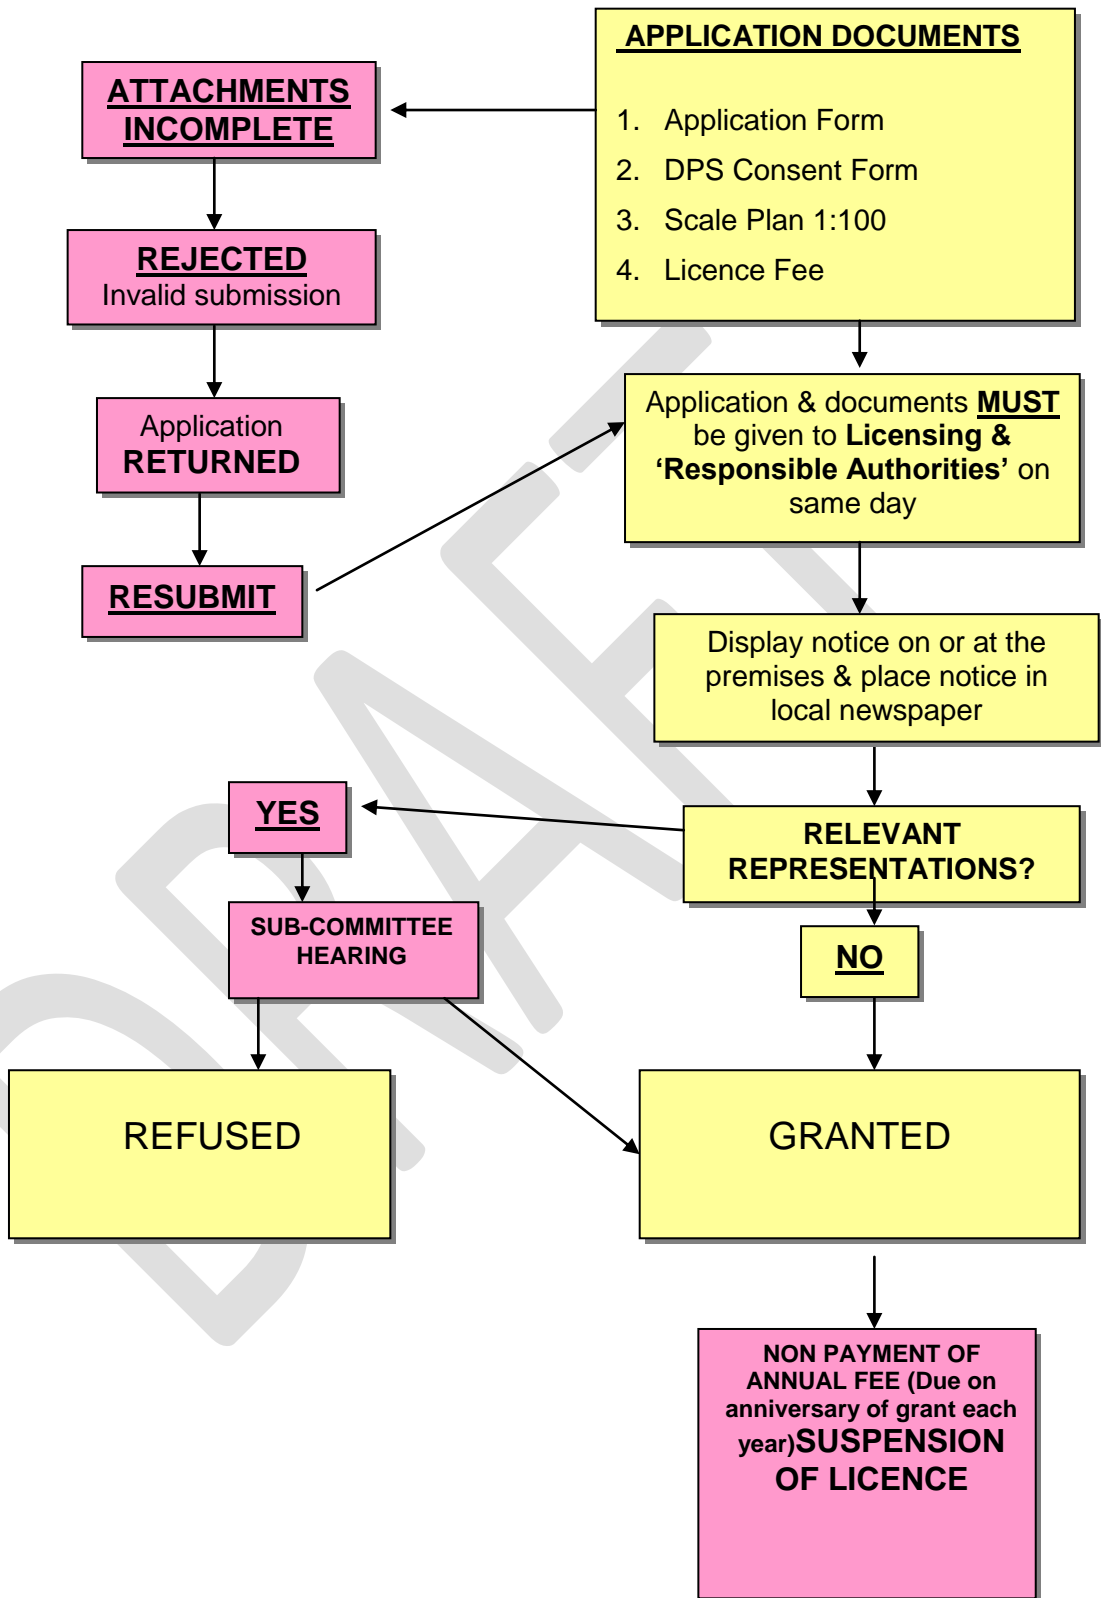 APPLICATION DOCUMENTS
1. Application Form
2. DPS Consent Form
3. Scale Plan 1:100
4. Licence Fee
ATTACHMENTS
INCOMPLETE
REJECTED
Invalid submission
Application
RETURNED
RESUBMIT
Application & documents MUST
be given to Licensing &
‘Responsible Authorities’ on
same day
Display notice on or at the
premises & place notice in
local newspaper
RELEVANT
REPRESENTATIONS?
YES
SUB-COMMITTEE
HEARING
NO
REFUSED
GRANTED
NON PAYMENT OF
ANNUAL FEE (Due on
anniversary of grant each
year)SUSPENSION
OF LICENCE
DRAFT